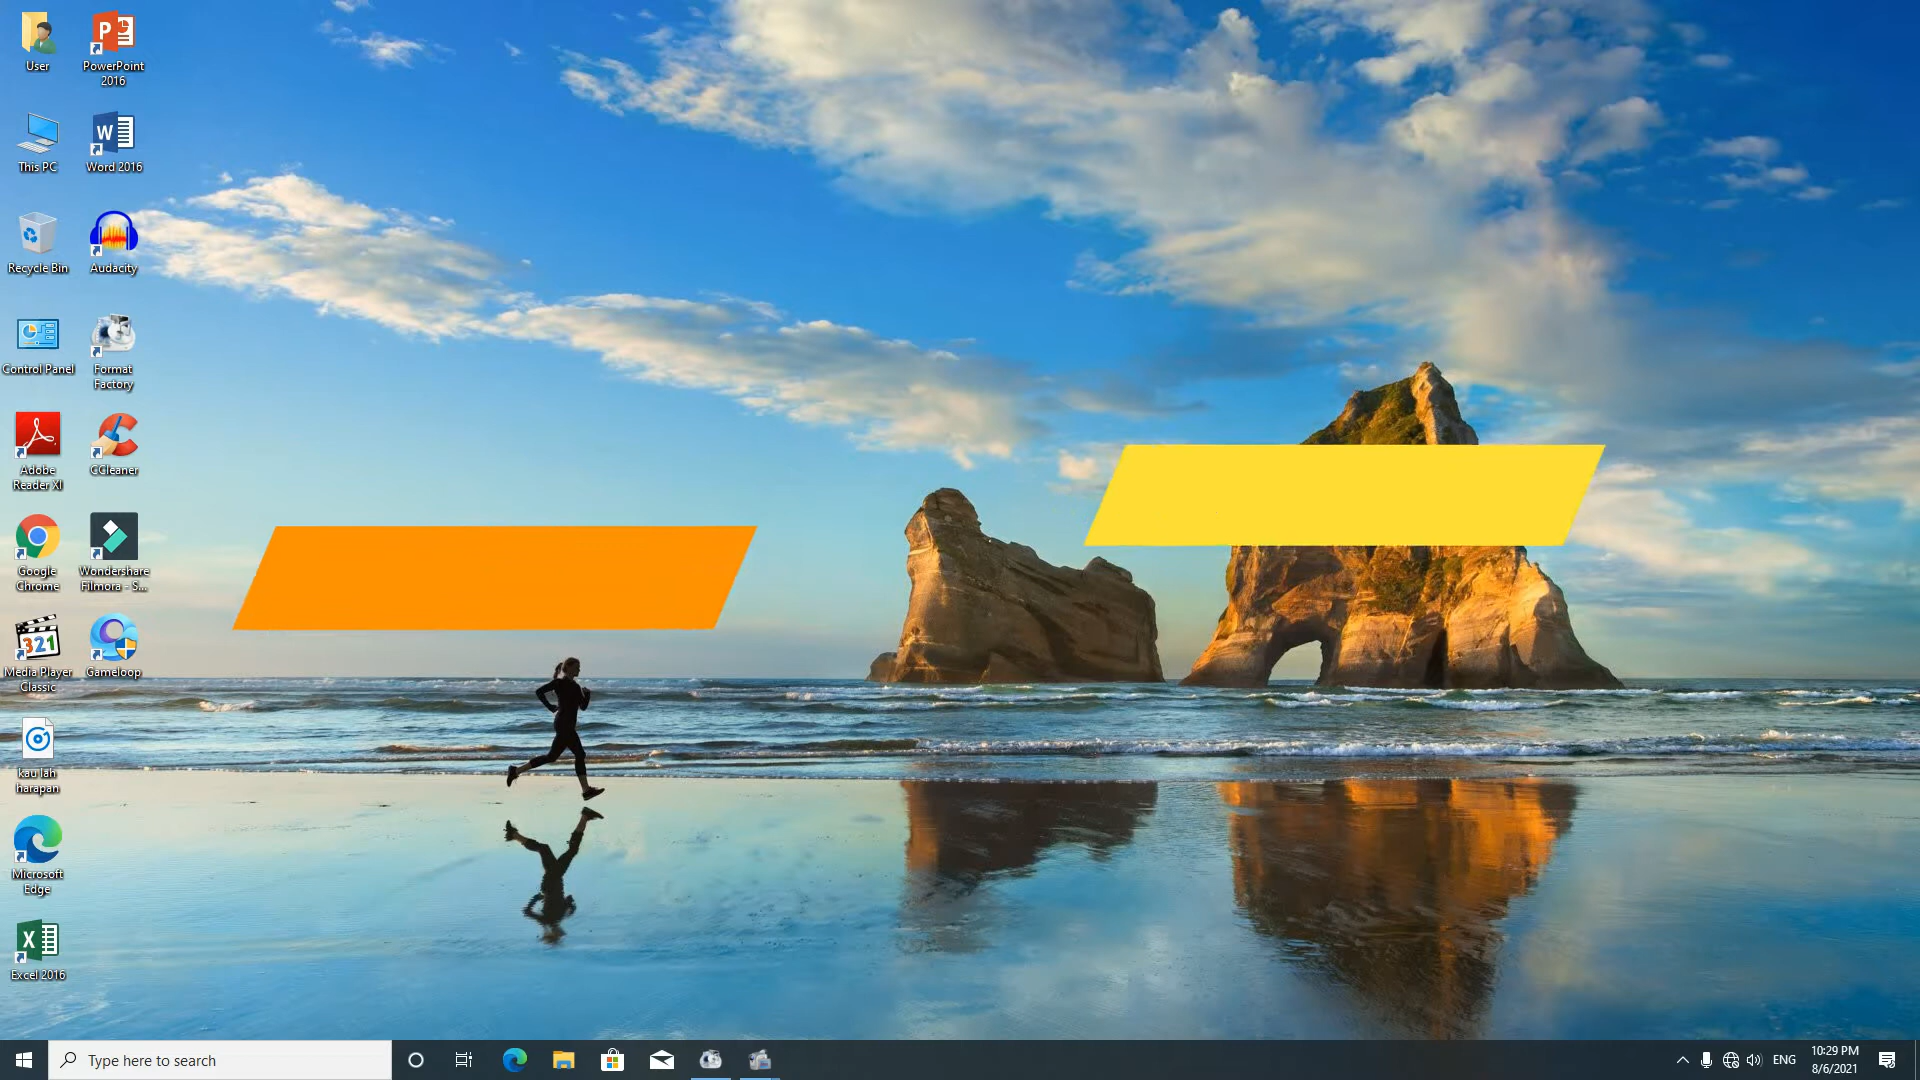 User
PowerPoint
2016
This PC
Word 2016
Recycle Bin
Audacity
Control Panel
Format
Factory
Adobe
Reader XI
CCleaner
Google
Chrome
Wondershare
Filmora - S...
321
Media Player
Classic
Gameloop
kau lah
harapan
Microsoft
Edge
Excel 2016
Type here to search
ENG
10:29 PM
8/6/2021